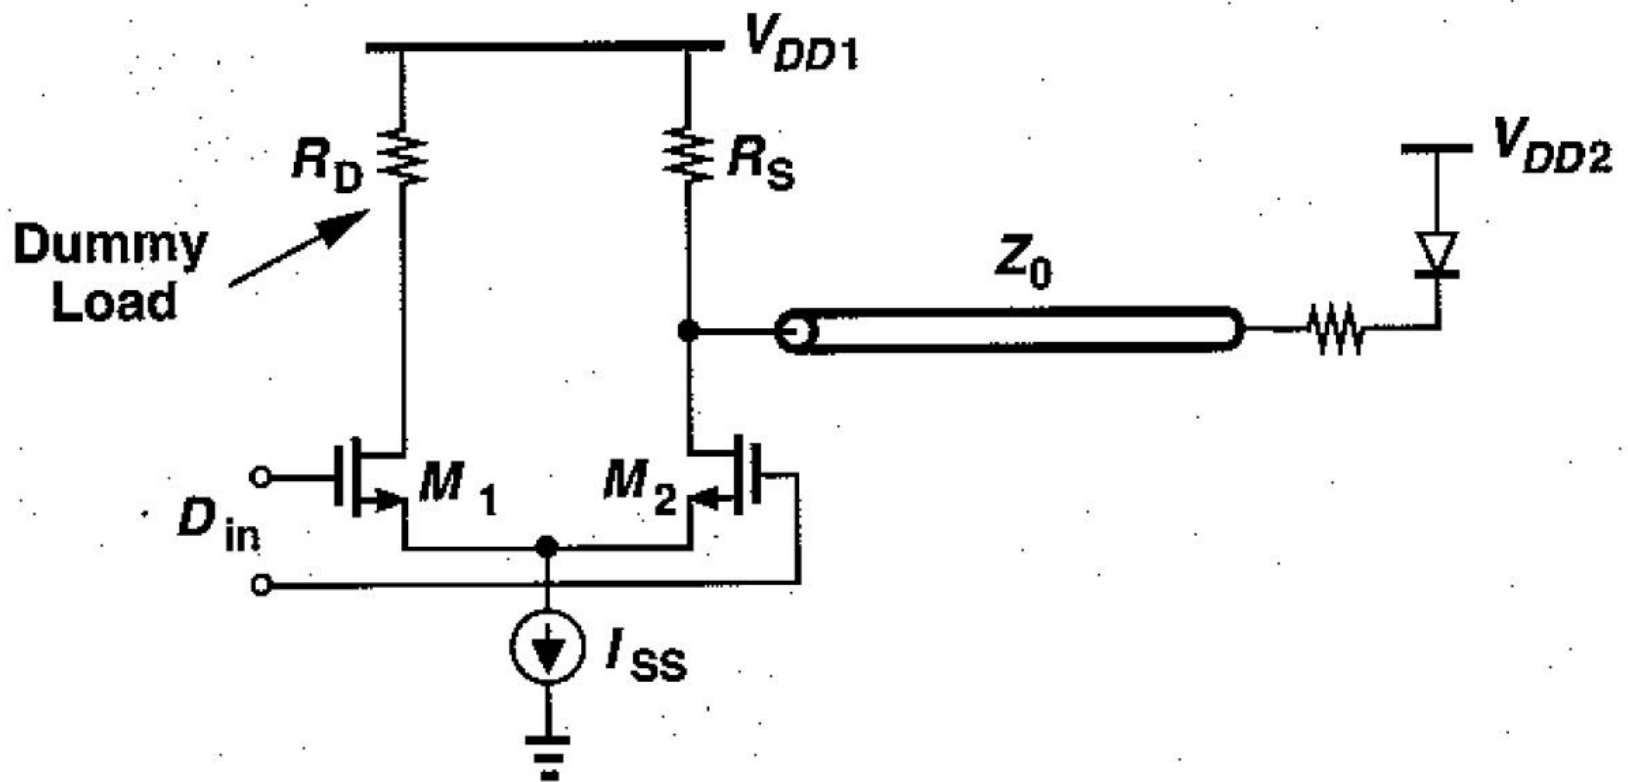 V_DD1
R_D
R_S
V_DD2
Dummy
Load
Z_0
M_1
M_2
D_in
I_SS